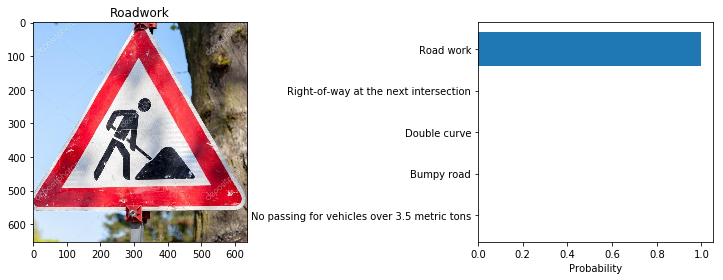 Roadwork
0
100
200
300
400
500
600
0 100 200 300 400 500 600
Road work
Right-of-way at the next intersection
Double curve
Bumpy road
No passing for vehicles over 3.5 metric tons
0.0 0.2 0.4 0.6 0.8 1.0
Probability